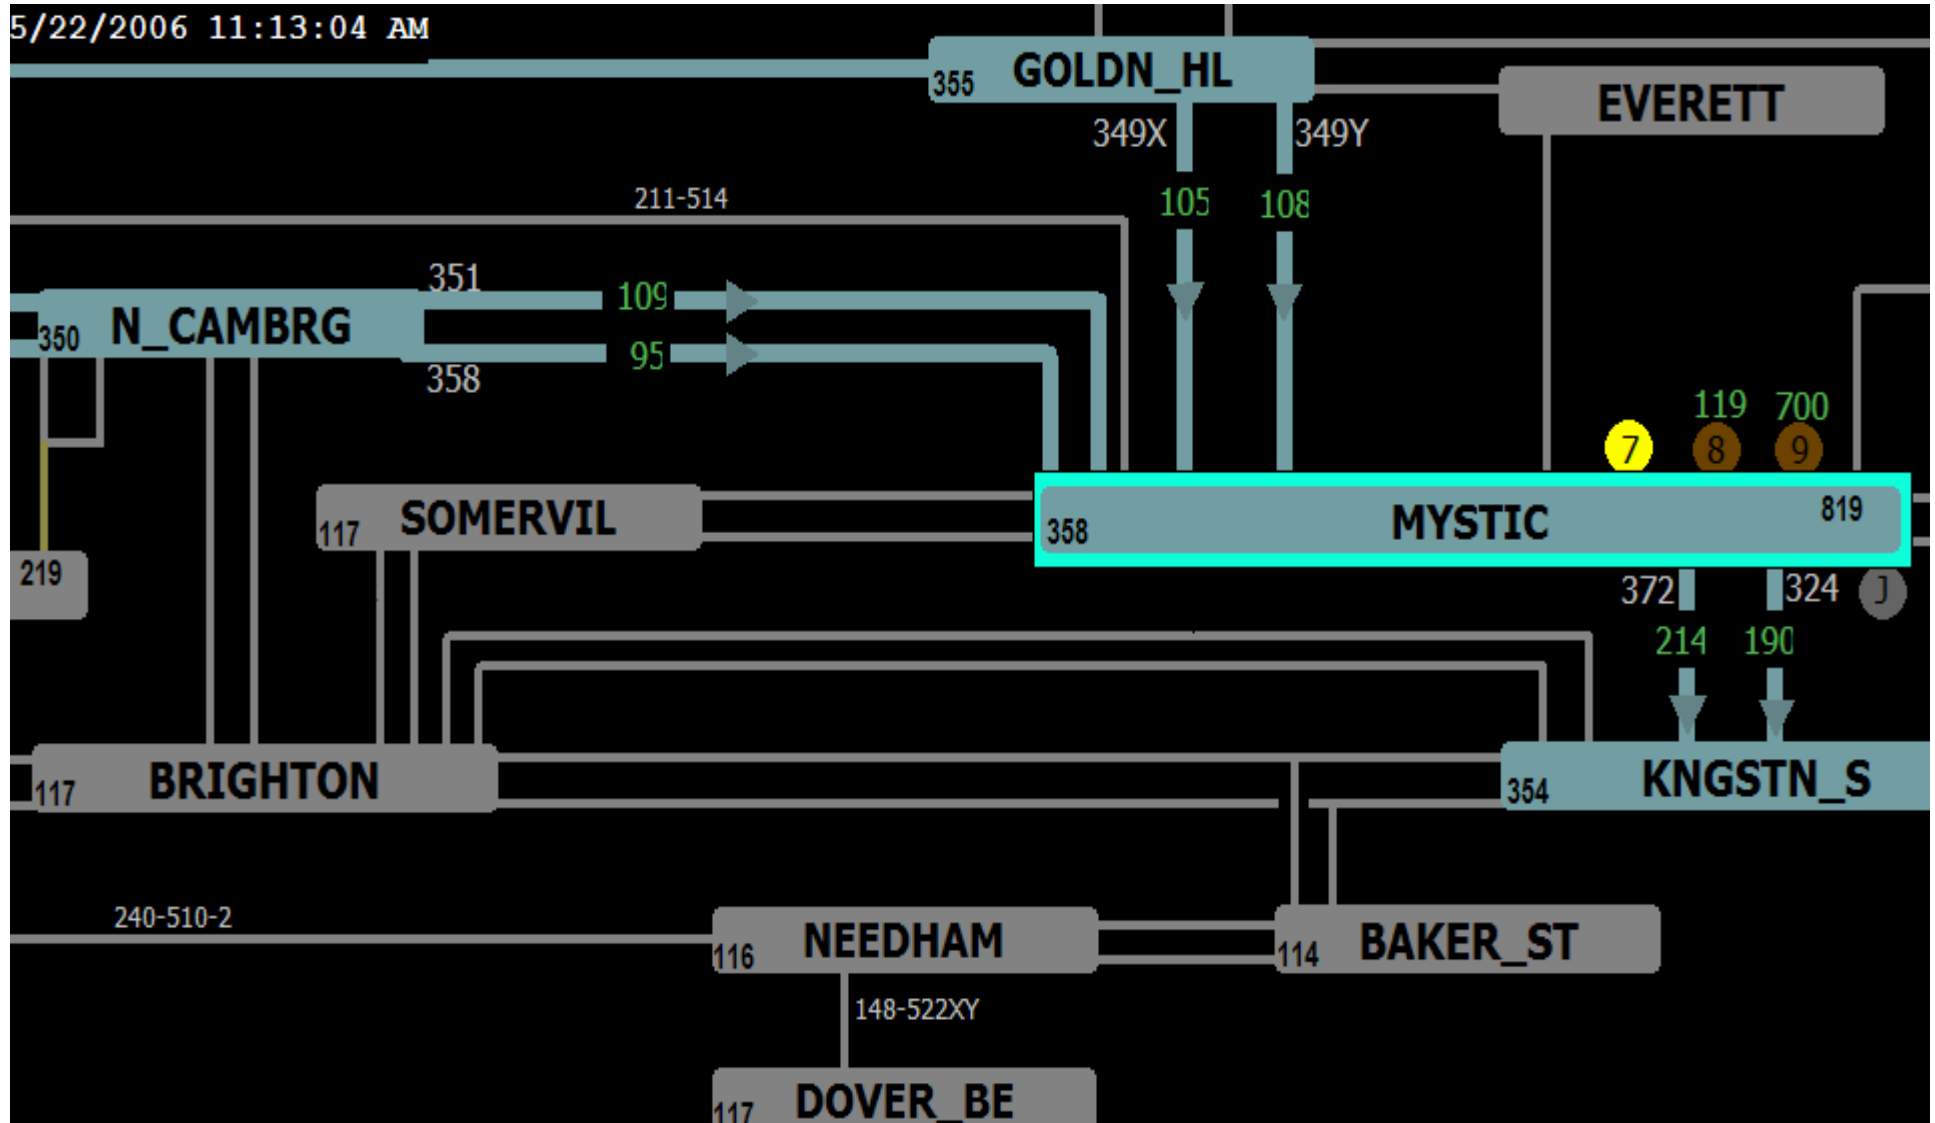 5/22/2006 11:13:04 AM
355 GOLDN_HL
EVERETT
349X 349Y
105 108
211-514
351
109
350 N_CAMBRG
95
358
119 700
7 8 9
117 SOMERVIL
358 MYSTIC 819
219
372 324 J
214 190
117 BRIGHTON
354 KNGSTN_S
240-510-2
116 NEEDHAM
114 BAKER_ST
148-522XY
117 DOVER_BE